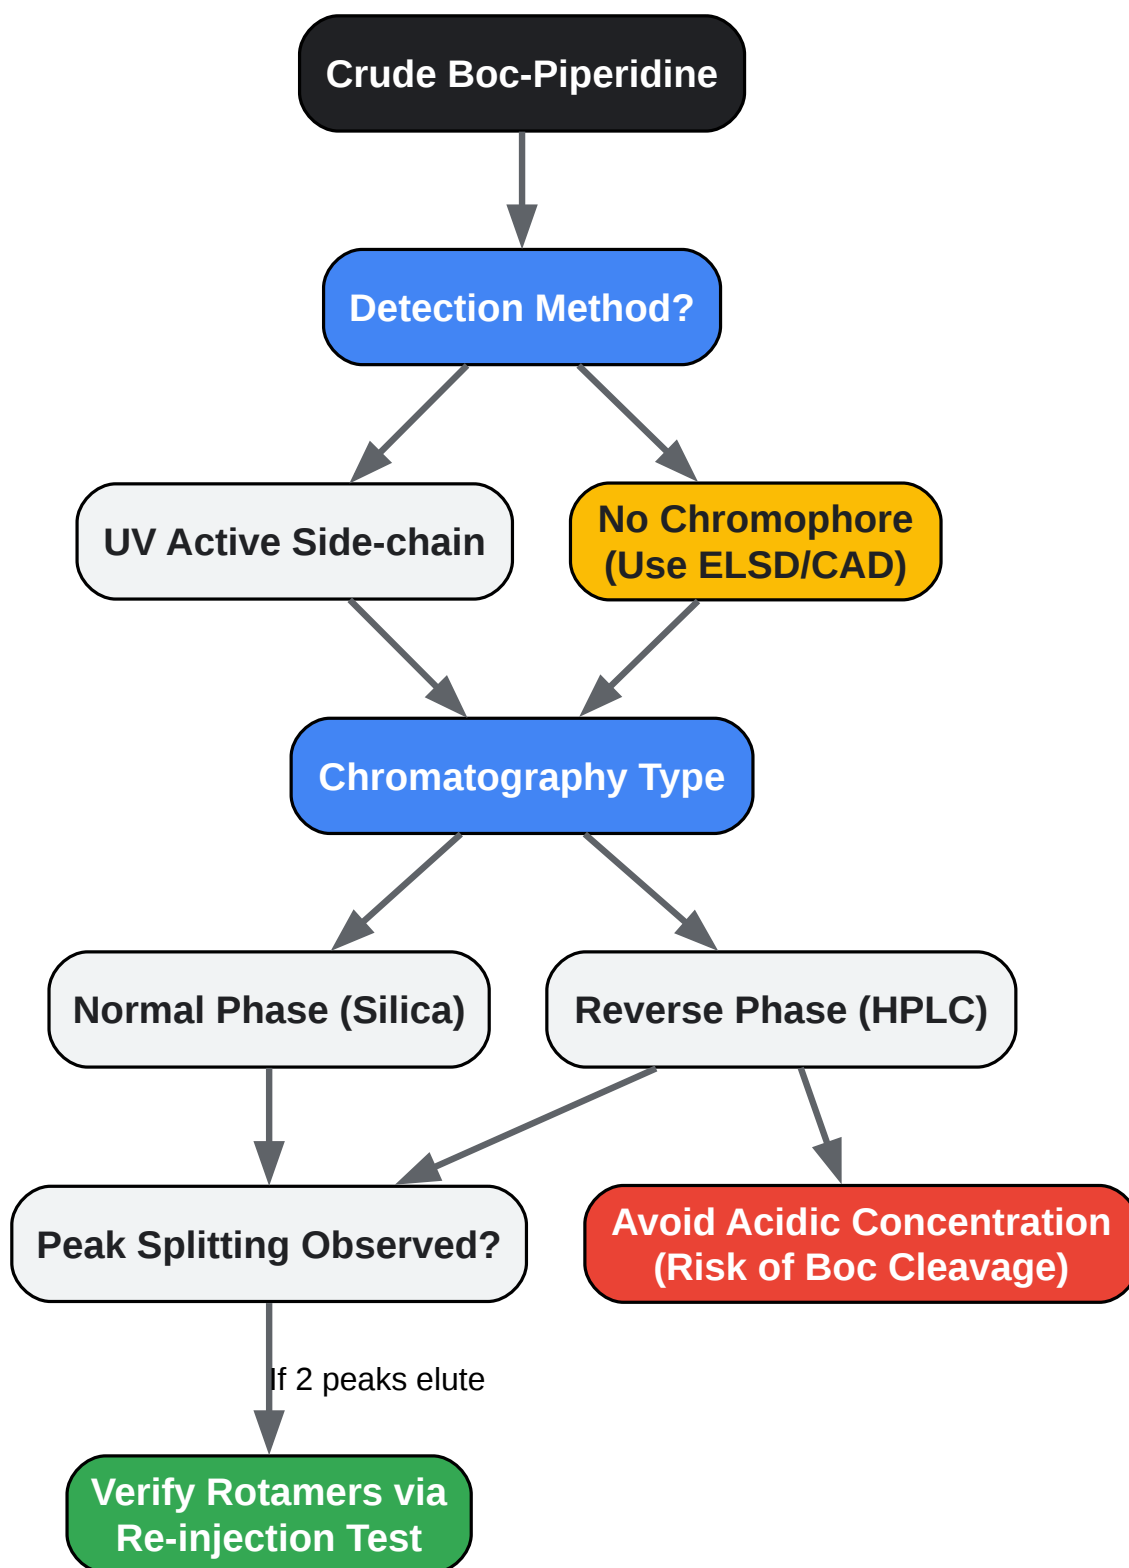 Crude Boc-Piperidine
Detection Method?
UV Active Side-chain
No Chromophore
(Use ELSD/CAD)
Chromatography Type
Normal Phase (Silica)
Reverse Phase (HPLC)
Peak Splitting Observed?
Avoid Acidic Concentration
(Risk of Boc Cleavage)
If 2 peaks elute
Verify Rotamers via
Re-injection Test